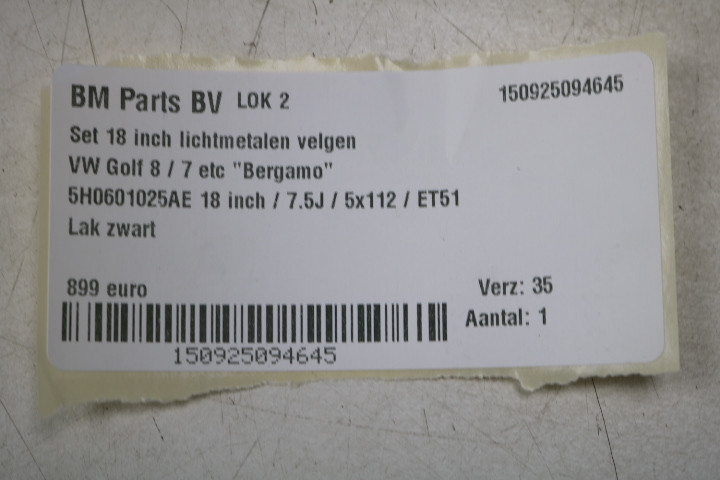 BM Parts BV LOK 2 150925094645
Set 18 inch lichtmetalen velgen
VW Golf 8 / 7 etc "Bergamo"
5H0601025AE 18 inch / 7.5J / 5x112 / ET51
Lak zwart
899 euro Verz: 35
Aantal: 1
150925094645